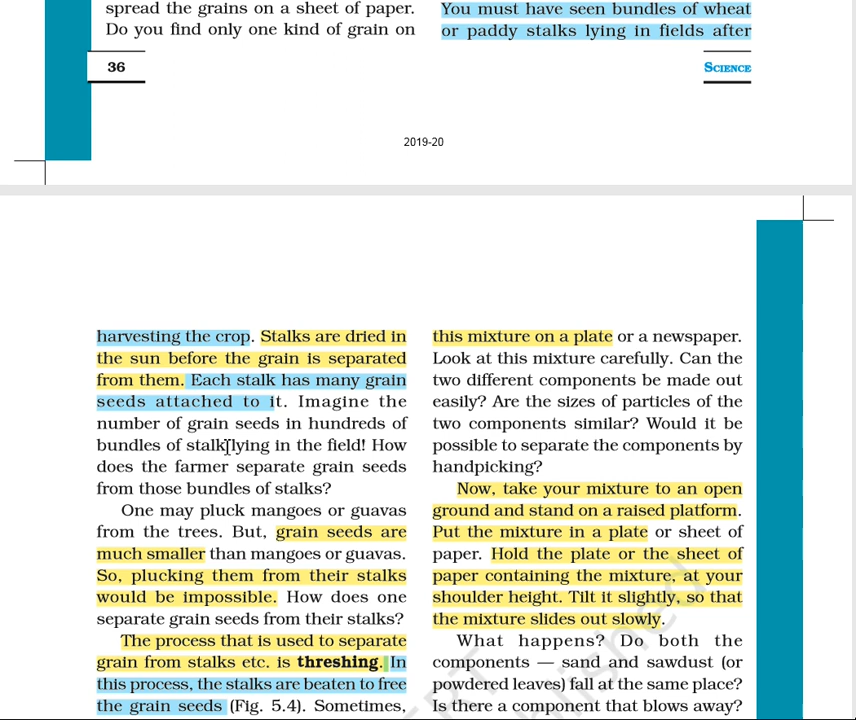 spread the grains on a sheet of paper.
Do you find only one kind of grain on
You must have seen bundles of wheat
or paddy stalks lying in fields after
36
SCIENCE
2019-20
harvesting the crop. Stalks are dried in
the sun before the grain is separated
from them. Each stalk has many grain
seeds attached to it. Imagine the
number of grain seeds in hundreds of
bundles of stalk lying in the field! How
does the farmer separate grain seeds
from those bundles of stalks?
One may pluck mangoes or guavas
from the trees. But, grain seeds are
much smaller than mangoes or guavas.
So, plucking them from their stalks
would be impossible. How does one
separate grain seeds from their stalks?
The process that is used to separate
grain from stalks etc. is threshing. In
this process, the stalks are beaten to free
the grain seeds (Fig. 5.4). Sometimes,
this mixture on a plate or a newspaper.
Look at this mixture carefully. Can the
two different components be made out
easily? Are the sizes of particles of the
two components similar? Would it be
possible to separate the components by
handpicking?
Now, take your mixture to an open
ground and stand on a raised platform.
Put the mixture in a plate or sheet of
paper. Hold the plate or the sheet of
paper containing the mixture, at your
shoulder height. Tilt it slightly, so that
the mixture slides out slowly.
What happens? Do both the
components — sand and sawdust (or
powdered leaves) fall at the same place?
Is there a component that blows away?